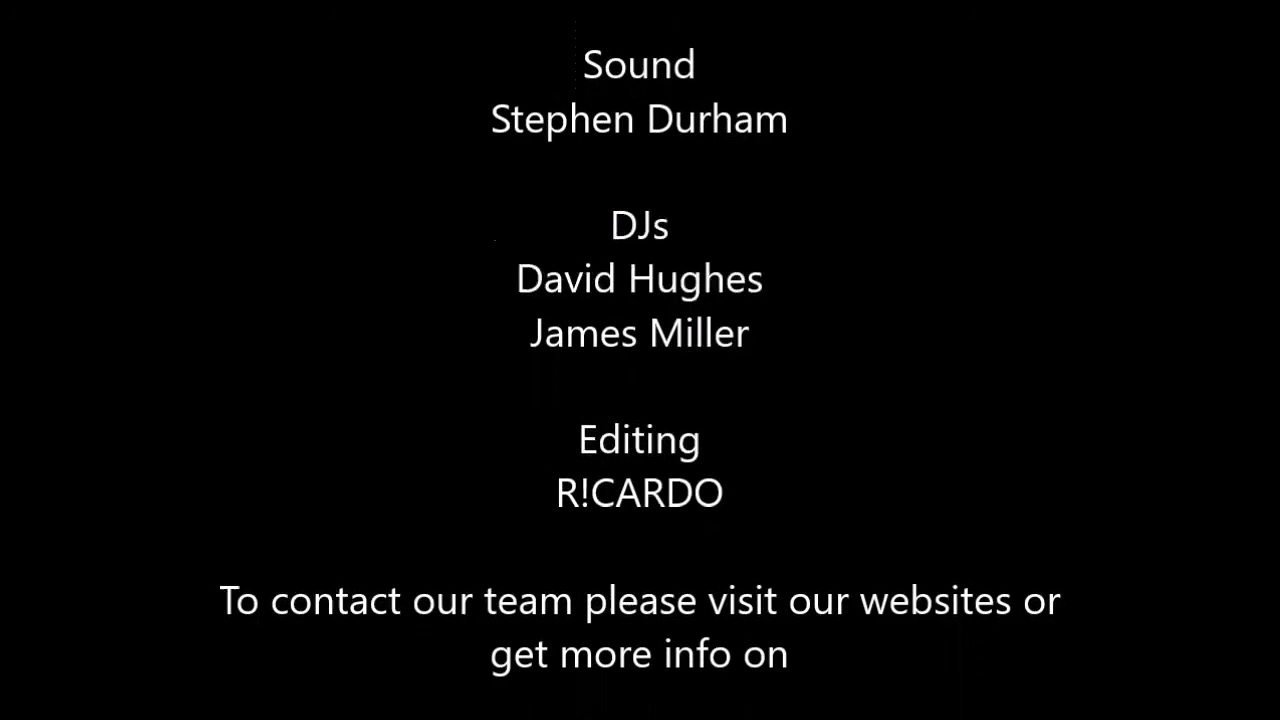 Sound
Stephen Durham
DJs
David Hughes
James Miller
Editing
R!CARDO
To contact our team please visit our websites or
get more info on